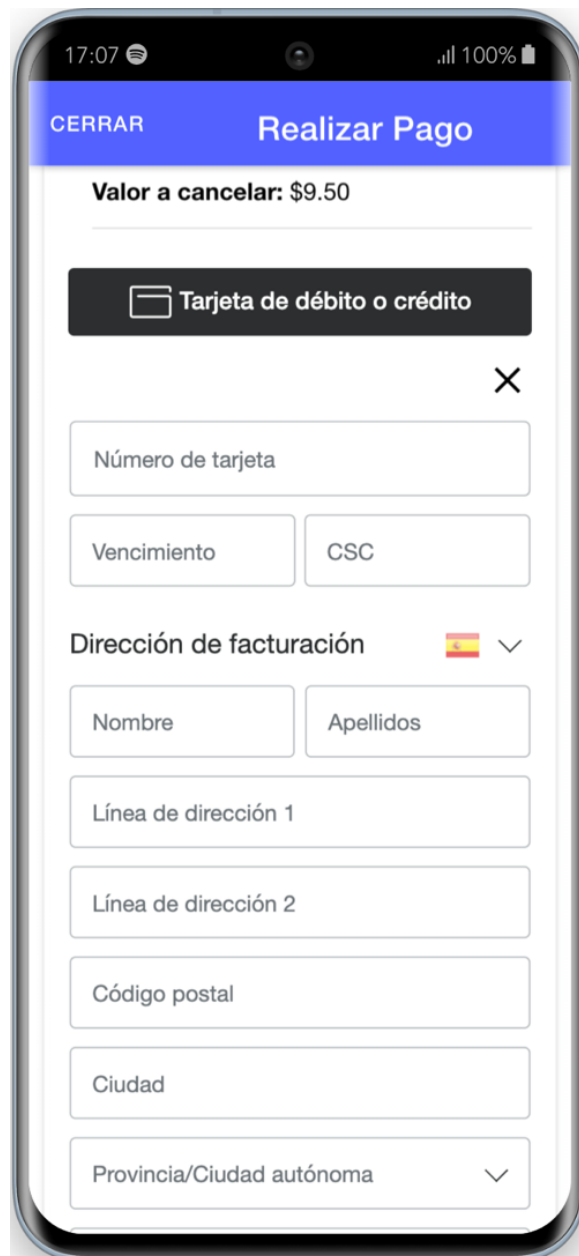 17:07 100%
CERRAR Realizar Pago
Valor a cancelar: $9.50
Tarjeta de débito o crédito
Número de tarjeta
Vencimiento CSC
Dirección de facturación
Nombre Apellidos
Línea de dirección 1
Línea de dirección 2
Código postal
Ciudad
Provincia/Ciudad autónoma